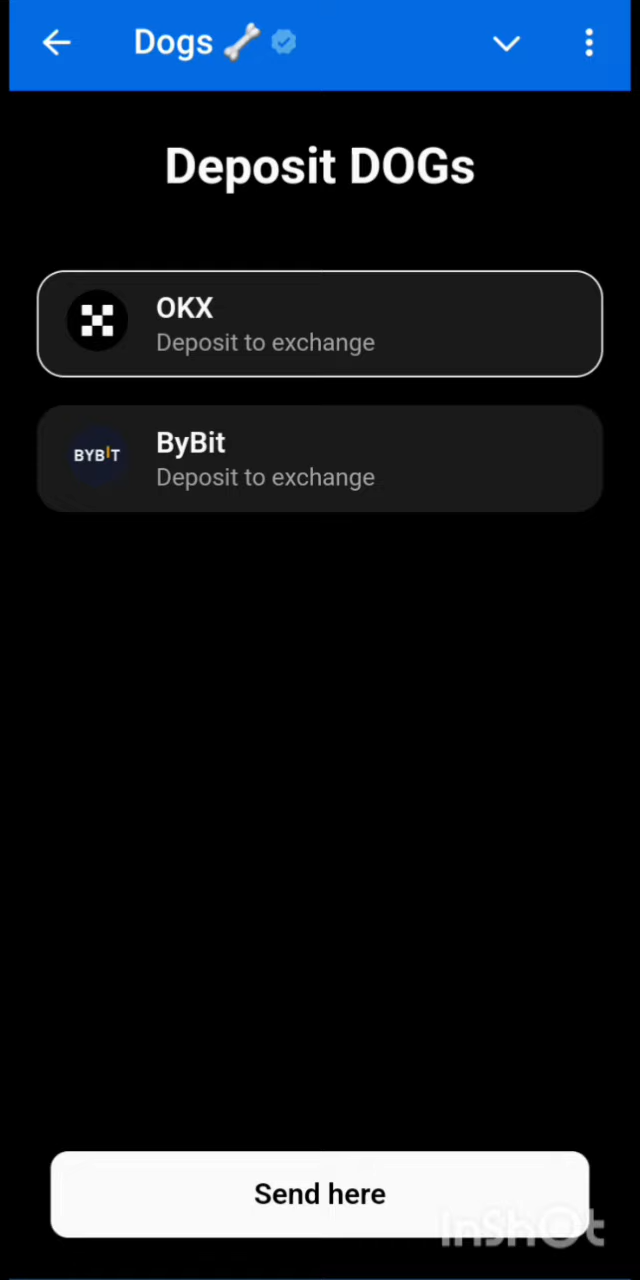 Dogs 🦴
Deposit DOGs
OKX
Deposit to exchange
BYBIT
ByBit
Deposit to exchange
Send here
InShOt